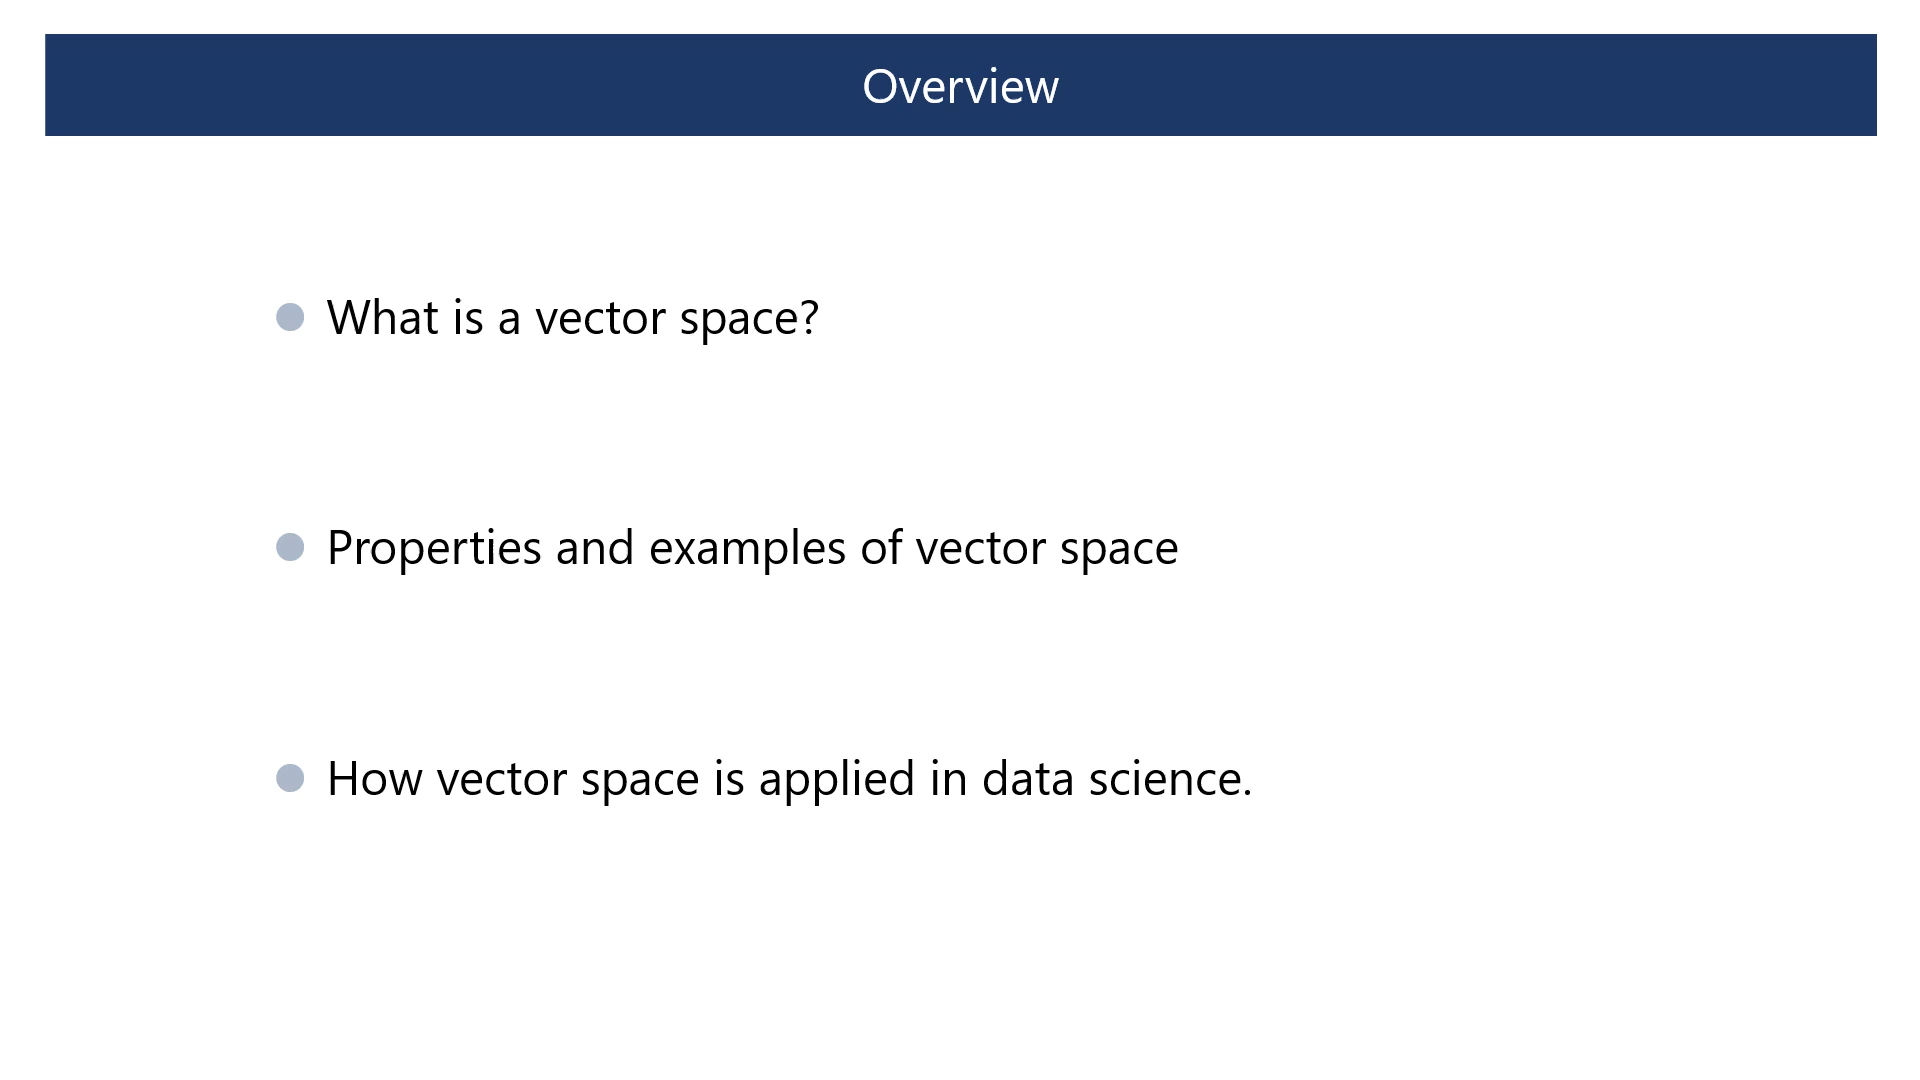 Overview
What is a vector space?
Properties and examples of vector space
How vector space is applied in data science.